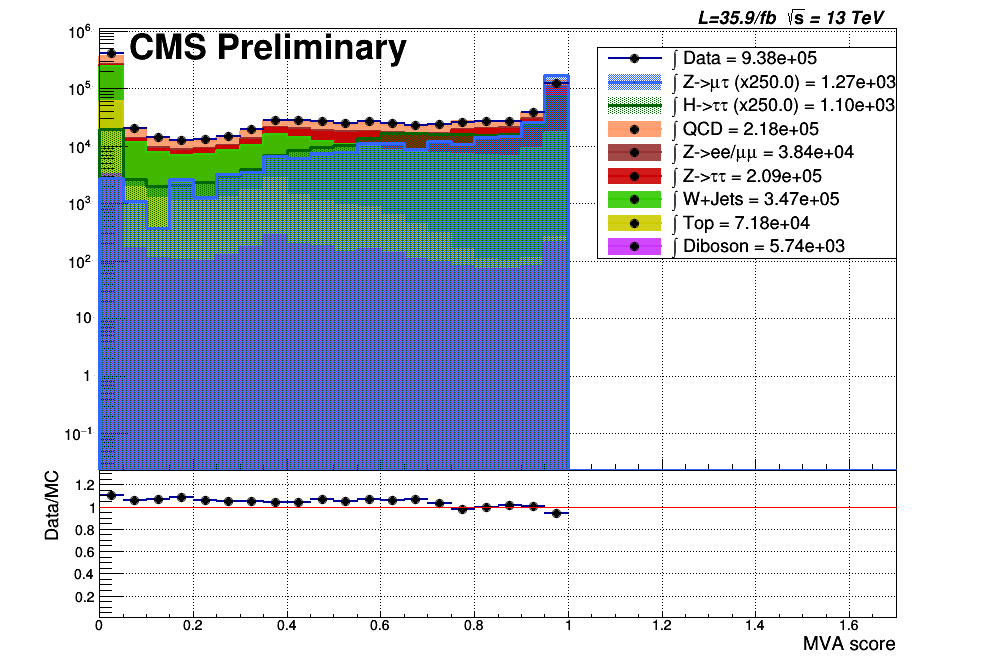 L=35.9/fb √s = 13 TeV
CMS Preliminary
∫ Data = 9.38e+05
∫ Z->μτ (x250.0) = 1.27e+03
∫ H->ττ (x250.0) = 1.10e+03
∫ QCD = 2.18e+05
∫ Z->ee/μμ = 3.84e+04
∫ Z->ττ = 2.09e+05
∫ W+Jets = 3.47e+05
∫ Top = 7.18e+04
∫ Diboson = 5.74e+03
10⁶
10⁵
10⁴
10³
10²
10
1
10⁻¹
Data/MC
1.2
1
0.8
0.6
0.4
0.2
0 0.2 0.4 0.6 0.8 1 1.2 1.4 1.6
MVA score